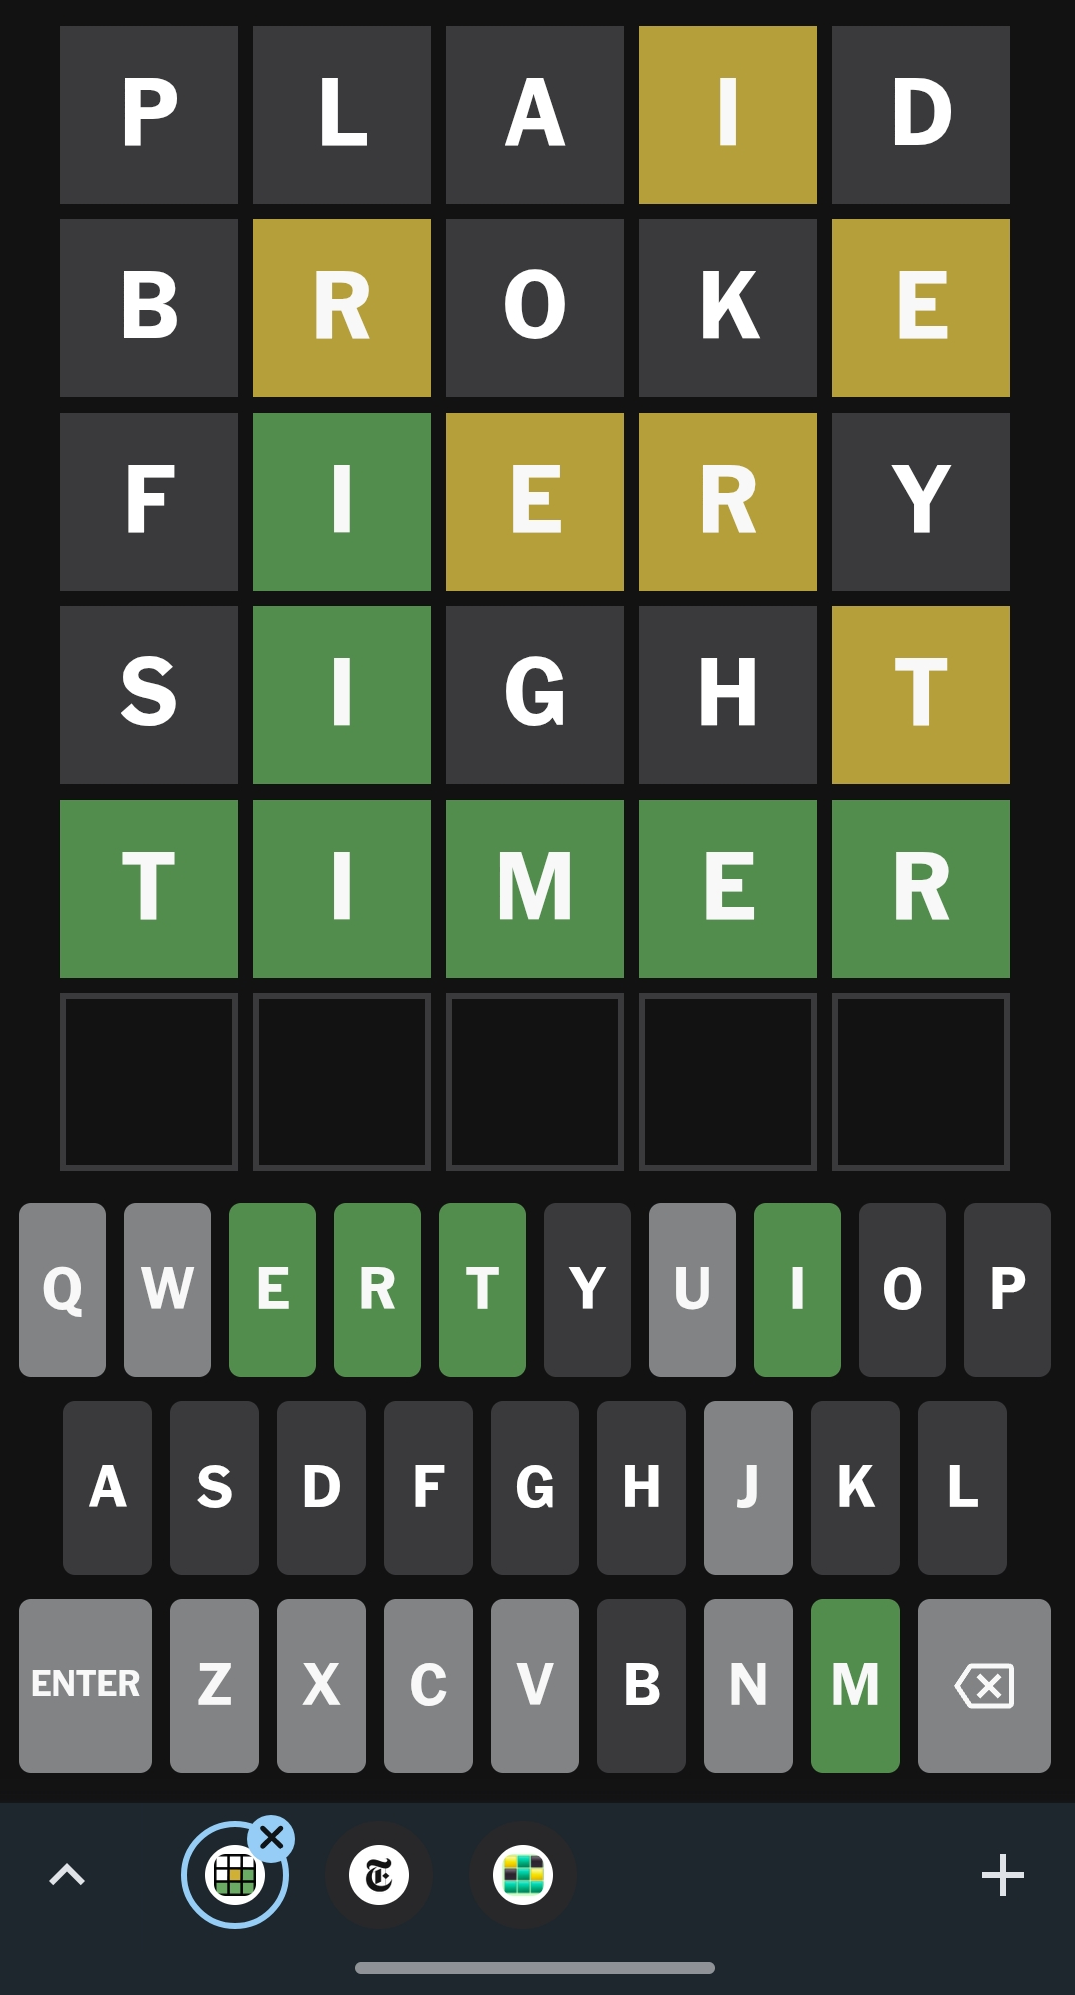 P L A I D
B R O K E
F I E R Y
S I G H T
T I M E R
Q W E R T Y U I O P
A S D F G H J K L
ENTER Z X C V B N M
T